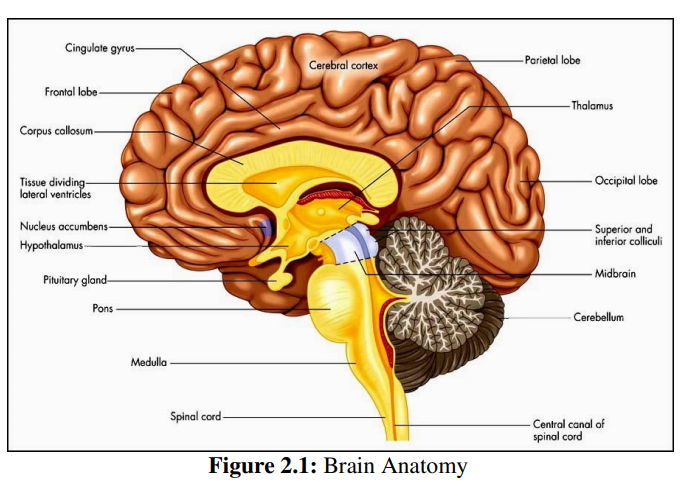 Cingulate gyrus
Cerebral cortex
Parietal lobe
Frontal lobe
Thalamus
Corpus callosum
Tissue dividing
lateral ventricles
Occipital lobe
Nucleus accumbens
Hypothalamus
Superior and
inferior colliculi
Pituitary gland
Midbrain
Pons
Cerebellum
Medulla
Spinal cord
Central canal of
spinal cord
Figure 2.1: Brain Anatomy